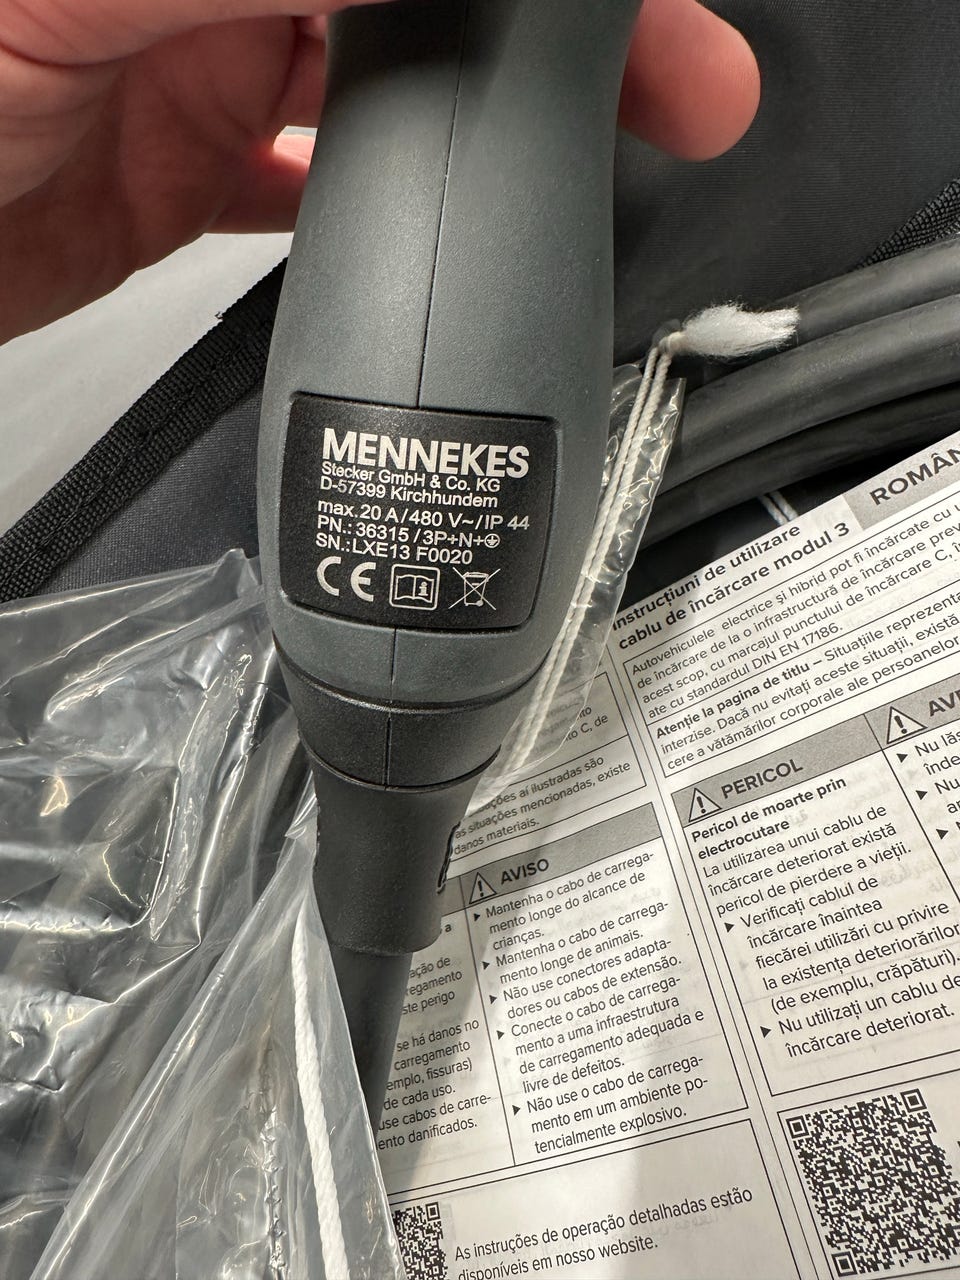 MENNEKES
Stecker GmbH & Co. KG
D-57399 Kirchhundem
max. 20 A / 480 V~ / IP 44
PN.: 36315 / 3P+N+
SN.: LXE13 F0020
CE
ROMÂN
Instrucțiuni de utilizare
cablu de încărcare modul 3
Autovehiculele electrice și hibrid pot fi încărcate cu
de încărcare de la o infrastructură de încărcare
acest scop, cu marcajul punctului de încărcare C,
ate cu standardul DIN EN 17186.
Atenție la pagina de titlu – Situațiile
interzise. Dacă nu evitați aceste situații, există
cere a vătămărilor corporale ale
PERICOL
Pericol de moarte prin
electrocutare
La utilizarea unui cablu de
încărcare deteriorat există
pericol de pierdere a vieții.
► Verificați cablul de
încărcare înaintea
fiecărei utilizări cu privire
la existența deteriorărilor
(de exemplu, crăpături).
► Nu utilizați un cablu de
încărcare deteriorat.
► Nu
► Nu
to C, de
aí ilustradas são
as situações mencionadas, existe
danos materiais.
a
regamento
ste perigo
se há danos no
carregamento
fissuras)
de cada uso.
use cabos de carre-
danificados.
AVISO
► Mantenha o cabo de carrega-
mento longe do alcance de
crianças.
► Mantenha o cabo de carrega-
mento longe de animais.
► Não use conectores adapta-
dores ou cabos de extensão.
► Conecte o cabo de carrega-
mento a uma infraestrutura
de carregamento adequada e
livre de defeitos.
► Não use o cabo de carrega-
mento em um ambiente po-
tencialmente explosivo.
As instruções de operação detalhadas estão
disponíveis em nosso website.